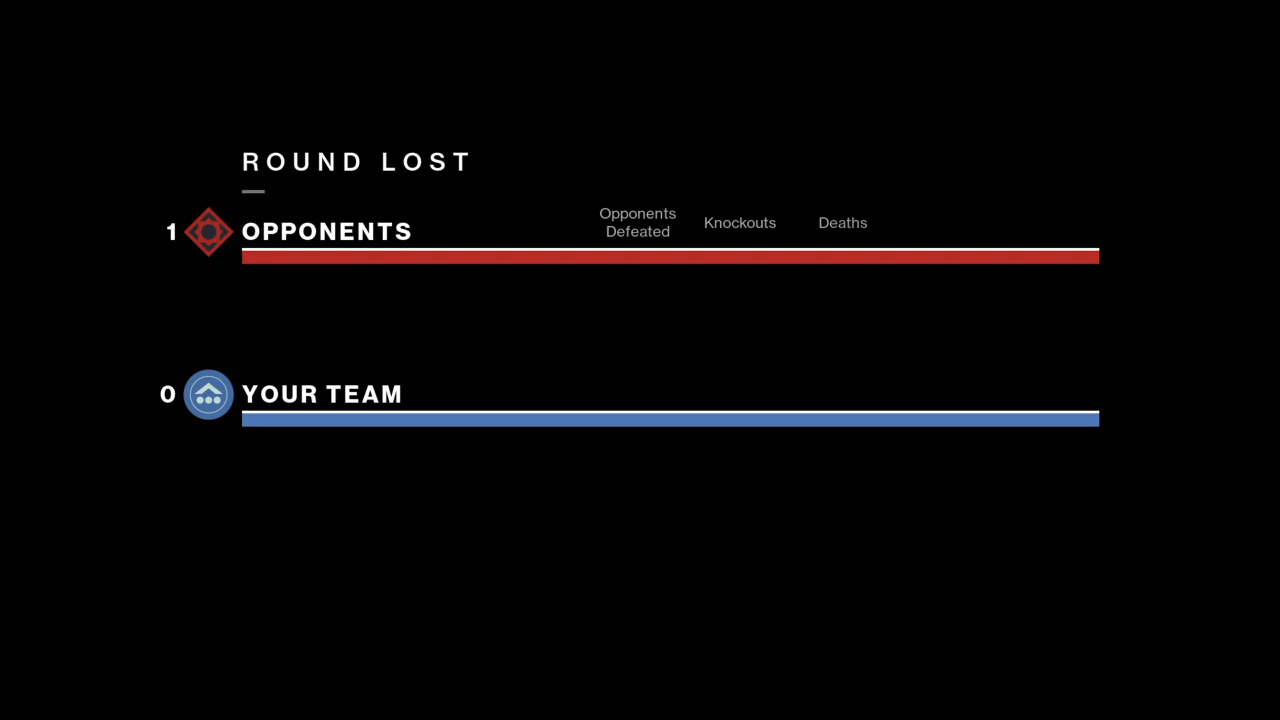 ROUND LOST
1 OPPONENTS Opponents Defeated Knockouts Deaths
0 YOUR TEAM